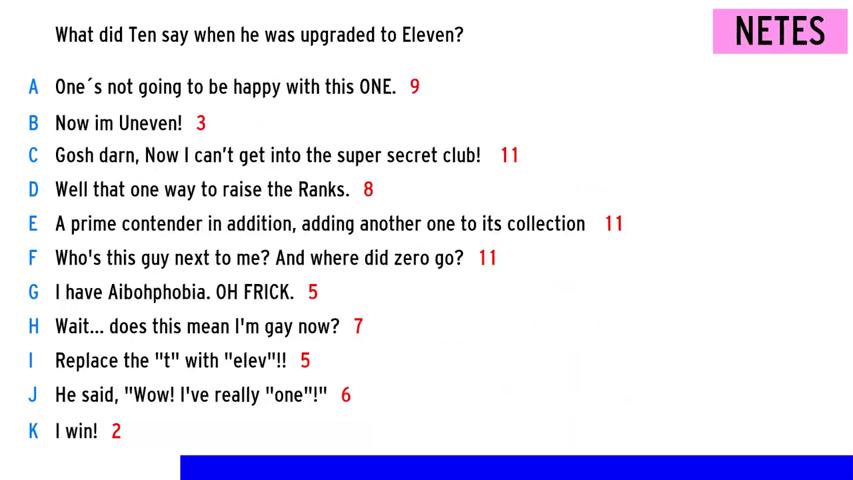 What did Ten say when he was upgraded to Eleven?
NETES
A One´s not going to be happy with this ONE. 9
B Now im Uneven! 3
C Gosh darn, Now I can't get into the super secret club! 11
D Well that one way to raise the Ranks. 8
E A prime contender in addition, adding another one to its collection 11
F Who's this guy next to me? And where did zero go? 11
G I have Aibohphobia. OH FRICK. 5
H Wait... does this mean I'm gay now? 7
I Replace the "t" with "elev"!! 5
J He said, "Wow! I've really "one"!" 6
K I win! 2